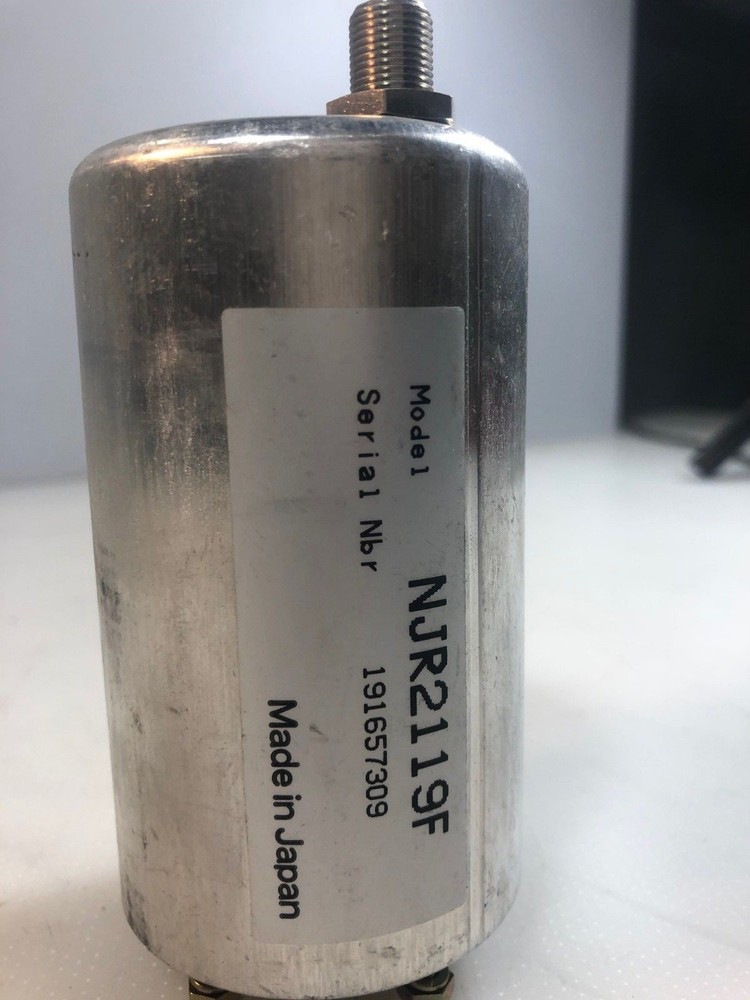 Model NJR2119F
Serial Nbr 191657309
Made in Japan